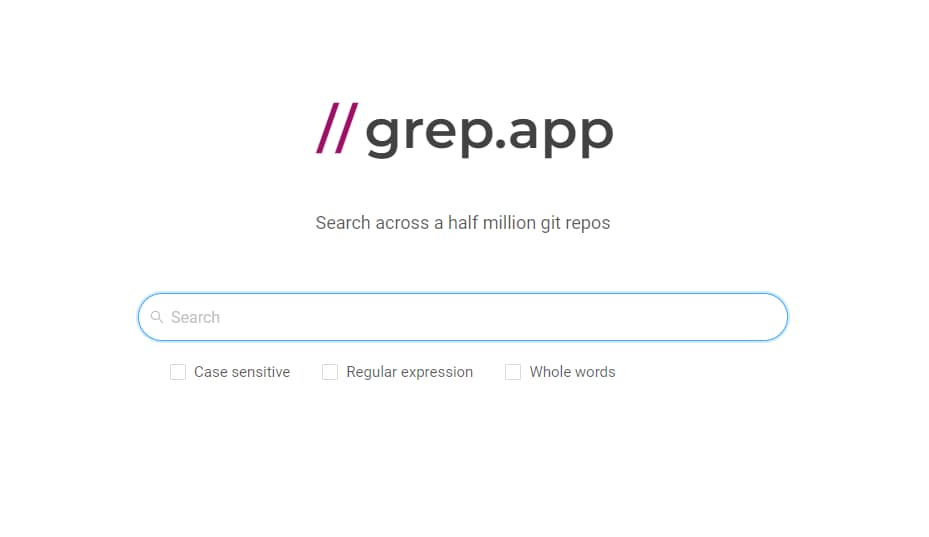 //grep.app
Search across a half million git repos
Search
Case sensitive Regular expression Whole words